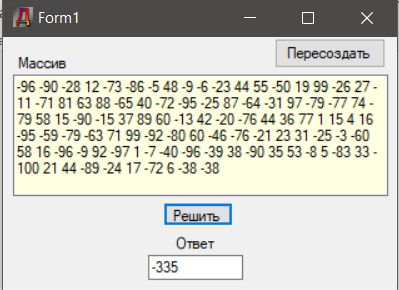 Form1
Пересоздать
Массив
-96 -90 -28 12 -73 -86 -5 48 -9 -6 -23 44 55 -50 19 99 -26 27 -
11 -71 81 63 88 -65 40 -72 -95 -25 87 -64 -31 97 -79 -77 74 -
79 58 15 -90 -15 37 89 60 -13 42 -20 -76 44 36 77 1 15 4 16
-95 -59 -79 -63 71 99 -92 -80 60 -46 -76 -21 23 31 -25 -3 -60
58 16 -96 -9 92 -97 1 -7 -40 -96 -39 38 -90 35 53 -8 5 -83 33 -
100 21 44 -89 -24 17 -72 6 -38 -38
Решить
Ответ
-335